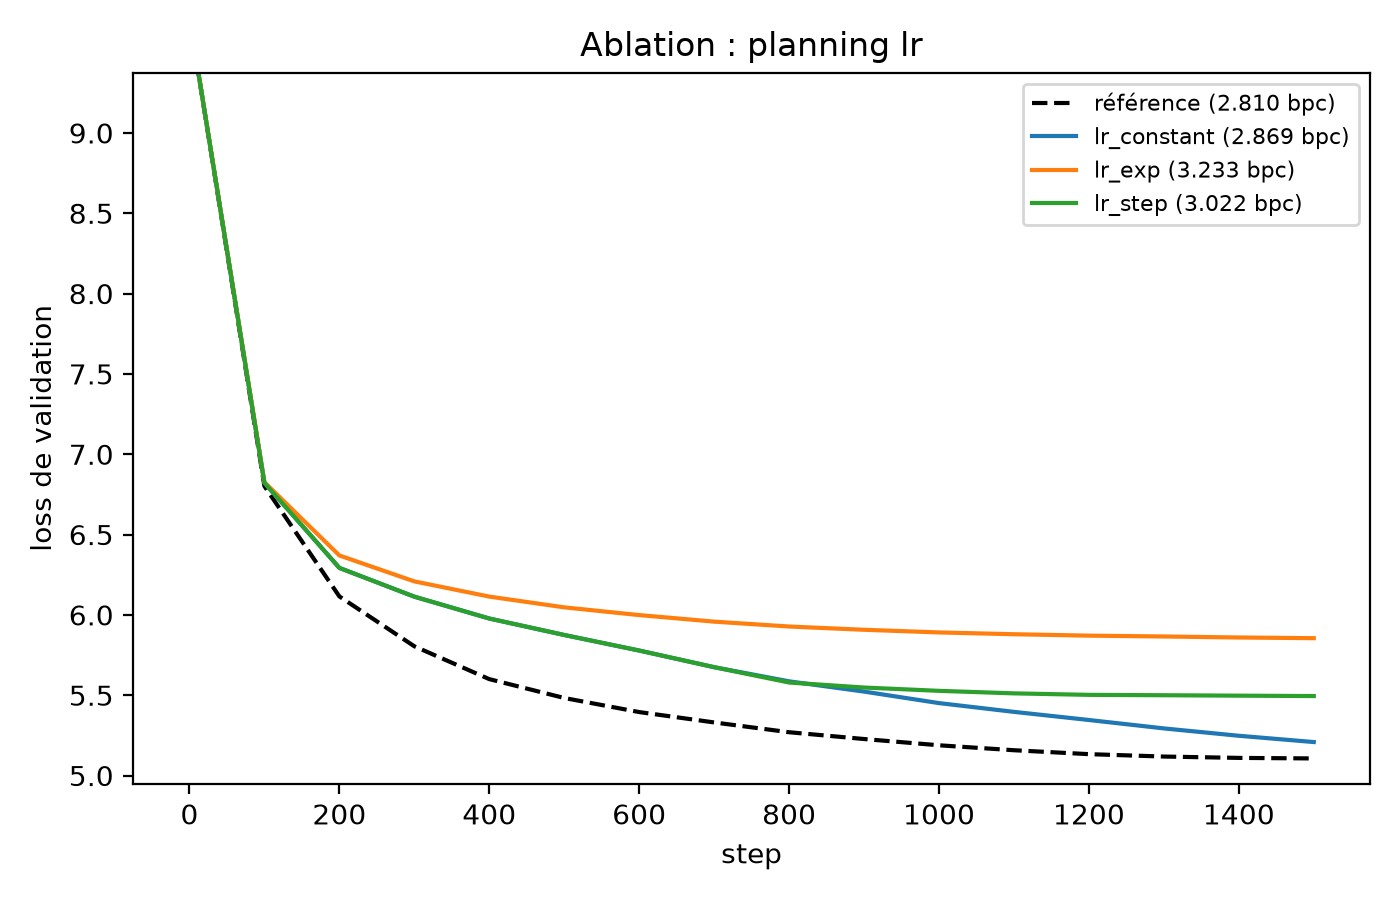 Ablation : planning lr
référence (2.810 bpc)
lr_constant (2.869 bpc)
lr_exp (3.233 bpc)
lr_step (3.022 bpc)
loss de validation
9.0
8.5
8.0
7.5
7.0
6.5
6.0
5.5
5.0
0 200 400 600 800 1000 1200 1400
step